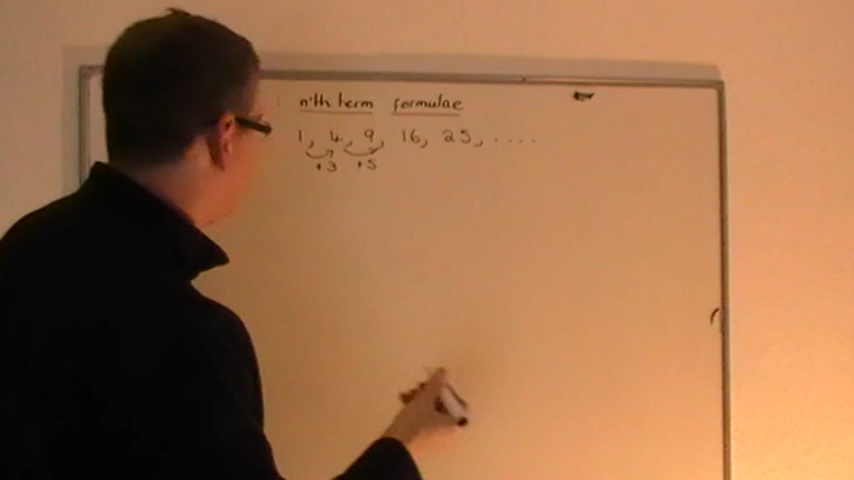 : n'th term formulae
1, 4, 9, 16, 25, ....
+3 +5